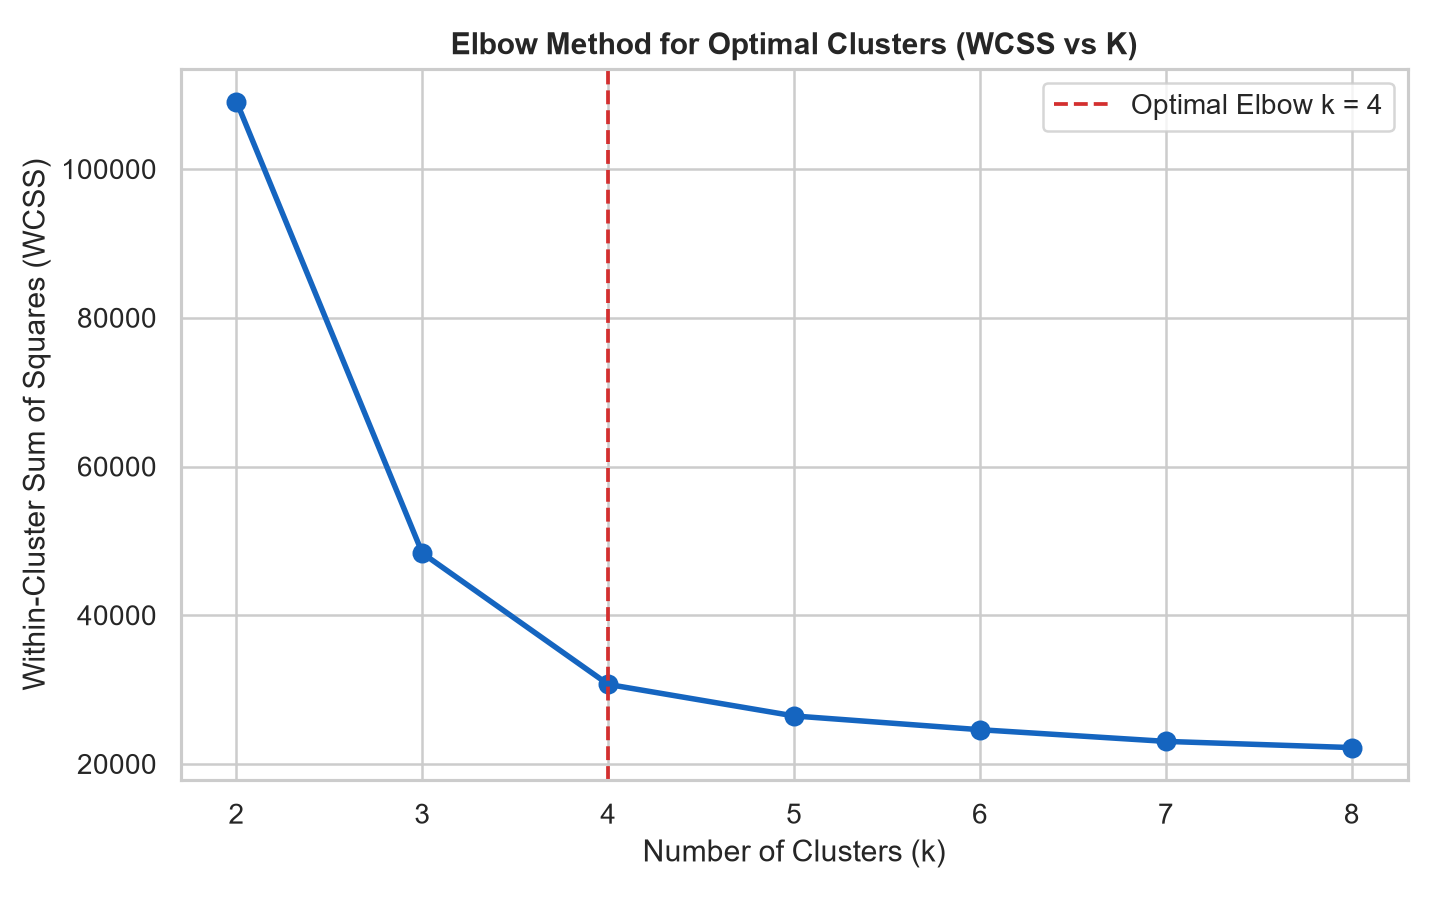 Elbow Method for Optimal Clusters (WCSS vs K)
Optimal Elbow k = 4
Within-Cluster Sum of Squares (WCSS)
100000
80000
60000
40000
20000
2 3 4 5 6 7 8
Number of Clusters (k)